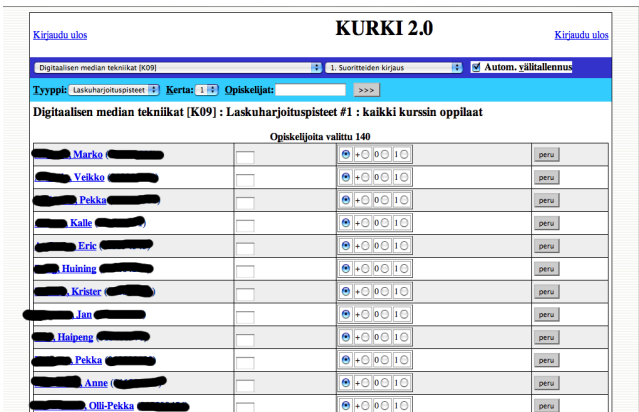 KURKI 2.0
Kirjaudu ulos Kirjaudu ulos
Digitaalisen median tekniikat [K09] 1. Suoritteiden kirjaus Autom. välitallennus
Tyyppi: Laskuharjoituspisteet Kerta: 1 Opiskelijat: >>>
Digitaalisen median tekniikat [K09] : Laskuharjoituspisteet #1 : kaikki kurssin oppilaat
Opiskelijoita valittu 140
, Marko ( + 0 1 peru
, Veikko ( + 0 1 peru
Pekka + 0 1 peru
, Kalle ( ) + 0 1 peru
, Eric ( + 0 1 peru
, Huining + 0 1 peru
, Krister ( ) + 0 1 peru
, Jan + 0 1 peru
, Haipeng ( + 0 1 peru
, Pekka ( + 0 1 peru
, Anne ( + 0 1 peru
, Olli-Pekka + 0 1 peru